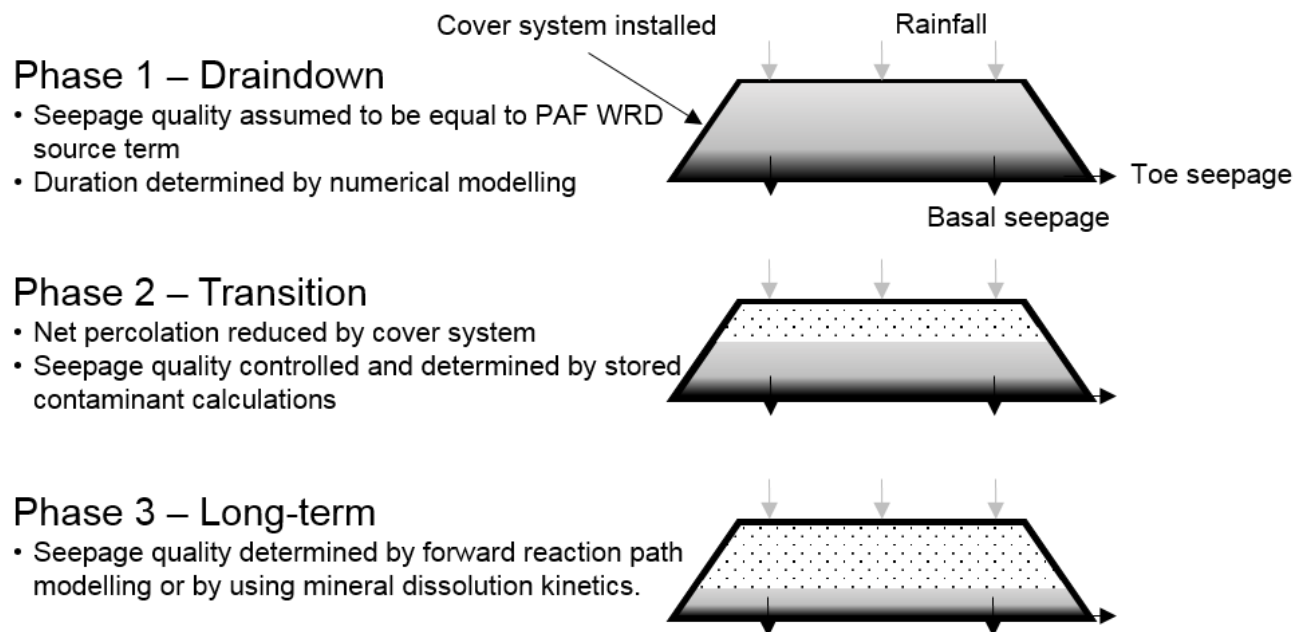 Cover system installed
Rainfall
Phase 1 – Draindown
• Seepage quality assumed to be equal to PAF WRD
source term
• Duration determined by numerical modelling
Toe seepage
Basal seepage
Phase 2 – Transition
• Net percolation reduced by cover system
• Seepage quality controlled and determined by stored
contaminant calculations
Phase 3 – Long-term
• Seepage quality determined by forward reaction path
modelling or by using mineral dissolution kinetics.